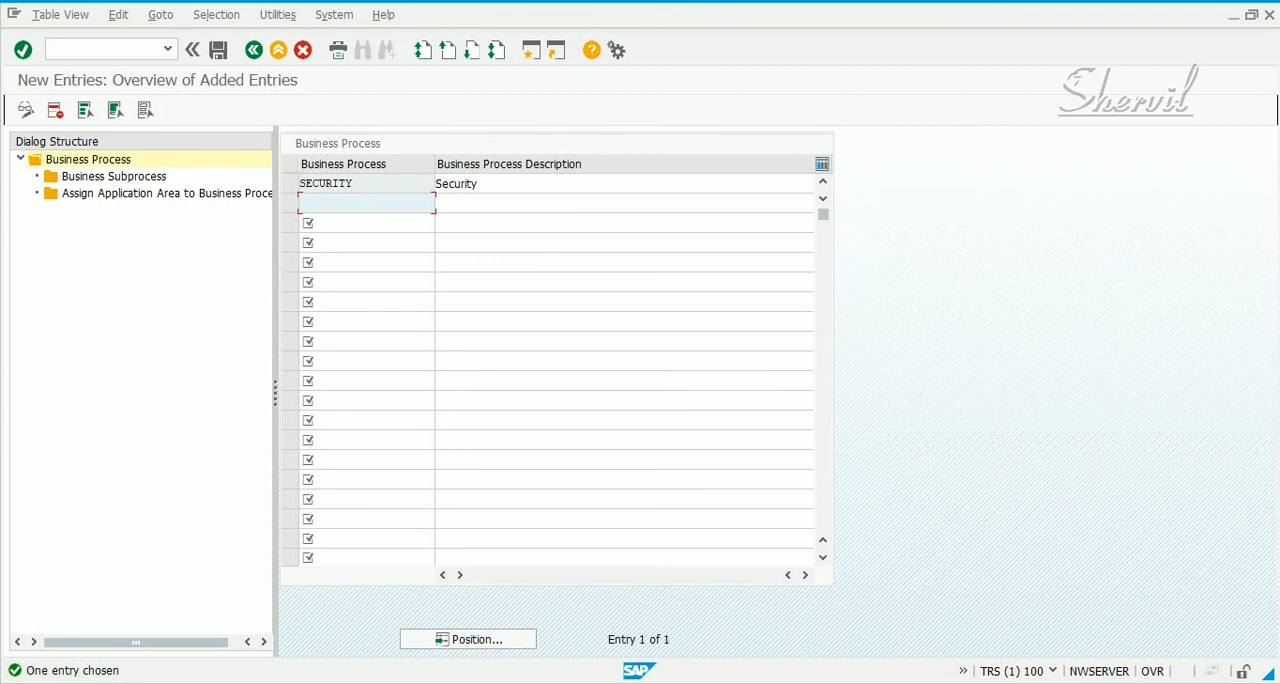 Table View Edit Goto Selection Utilities System Help
New Entries: Overview of Added Entries
Shervil
Dialog Structure
Business Process
Business Subprocess
Assign Application Area to Business Proce
Business Process
Business Process Business Process Description
SECURITY Security
Position... Entry 1 of 1
One entry chosen
SAP
TRS (1) 100 NWSERVER OVR